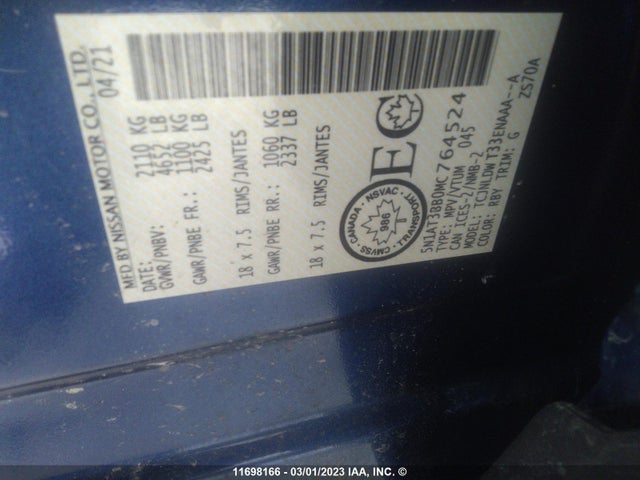 MFD BY NISSAN MOTOR CO., LTD.
DATE: 04/21
GVWR/PNBV: 2110 KG
4652 LB
GAWR/PNBE FR.: 1100 KG
2425 LB
18 x 7.5 RIMS/JANTES
GAWR/PNBE RR.: 1060 KG
2337 LB
18 x 7.5 RIMS/JANTES
EC
CANADA
NSVAC
986
CMVSS
TRANSPORT
5N1AT3BB0MC764524
TYPE: MPV/VTUM 045
CAN ICES-2/NMB-2
MODEL: TCJNLDWT33ENAAA--A
COLOR: RBY TRIM: G ZS70A
11698166 - 03/01/2023 IAA, INC. ©